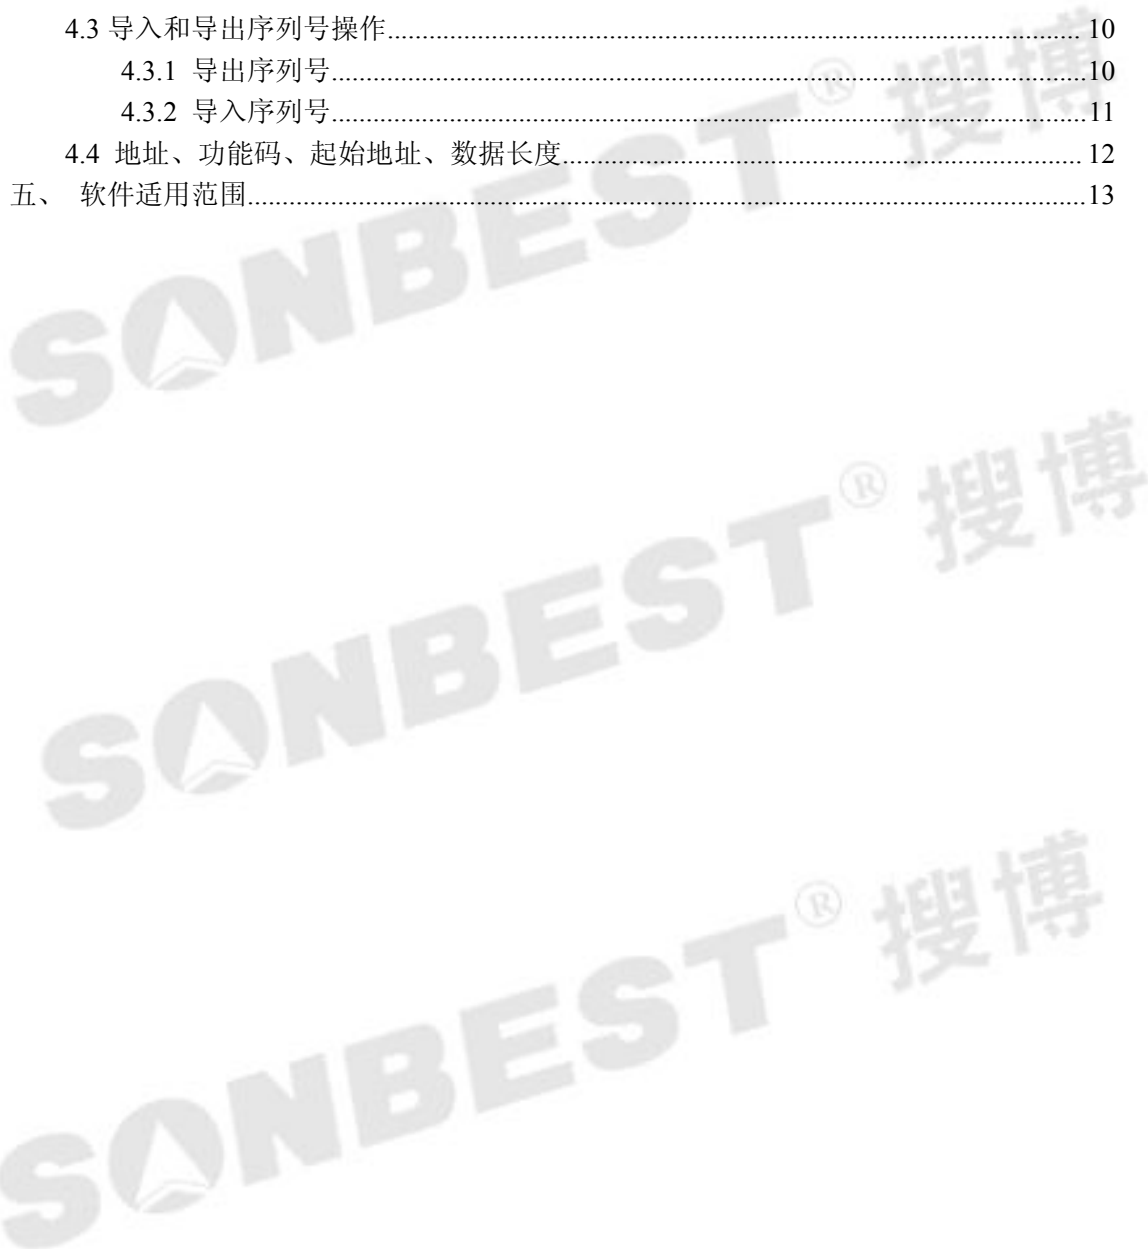 4.3 导入和导出序列号操作.................................................................................................... 10
4.3.1 导出序列号.............................................................................................................10
4.3.2 导入序列号.............................................................................................................11
4.4 地址、功能码、起始地址、数据长度........................................................................... 12
五、 软件适用范围.........................................................................................................................13
SONBEST® 搜博
SONBEST® 搜博
SONBEST® 搜博